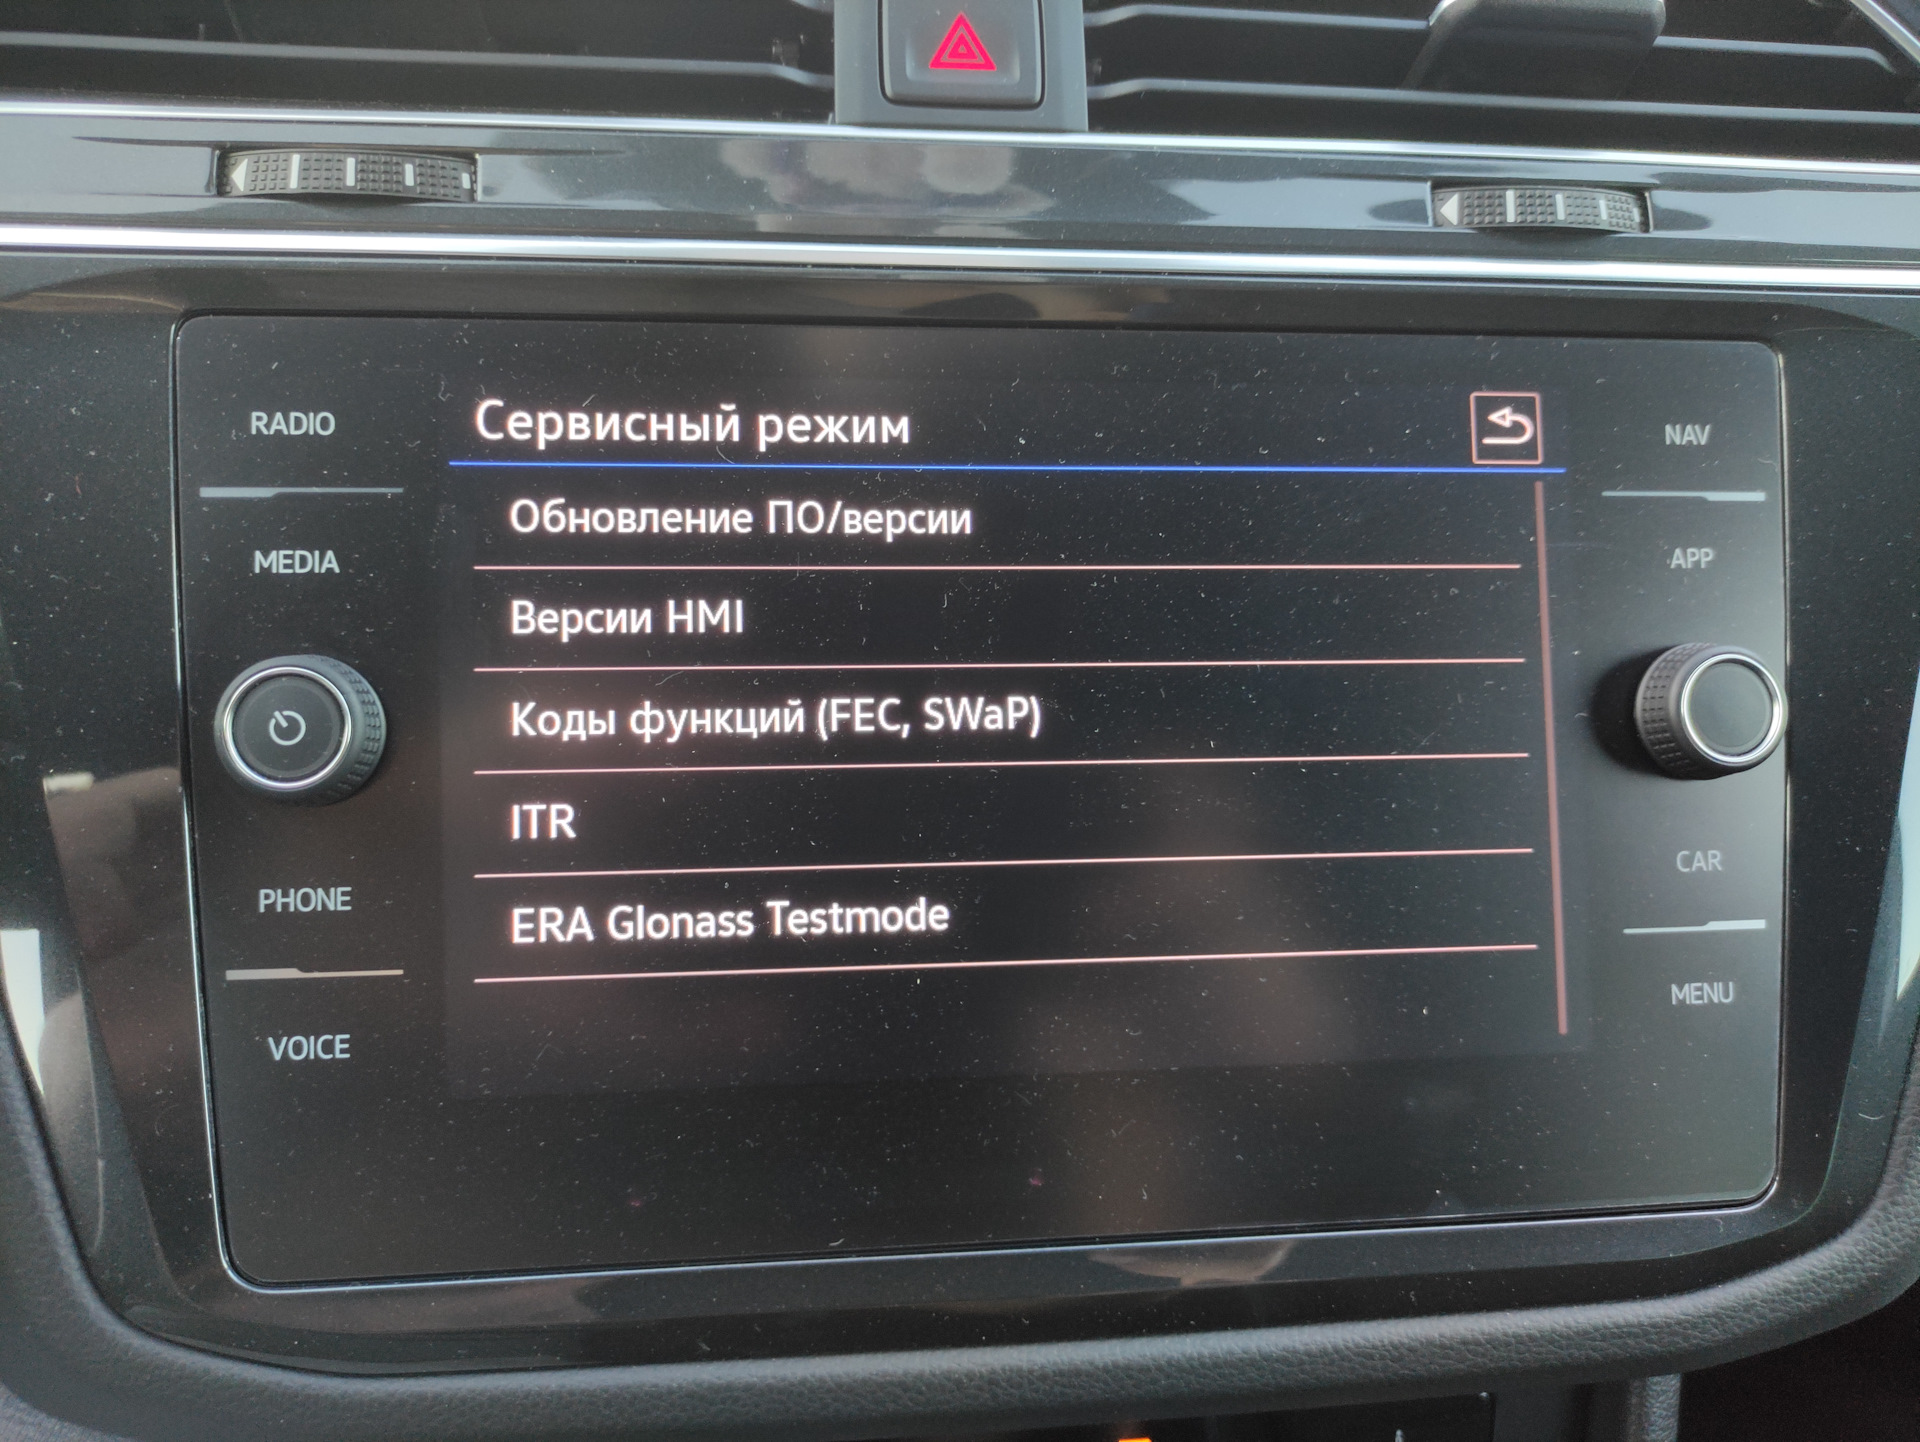 RADIO
MEDIA
PHONE
VOICE
Сервисный режим
Обновление ПО/версии
Версии HMI
Коды функций (FEC, SWaP)
ITR
ERA Glonass Testmode
NAV
APP
CAR
MENU